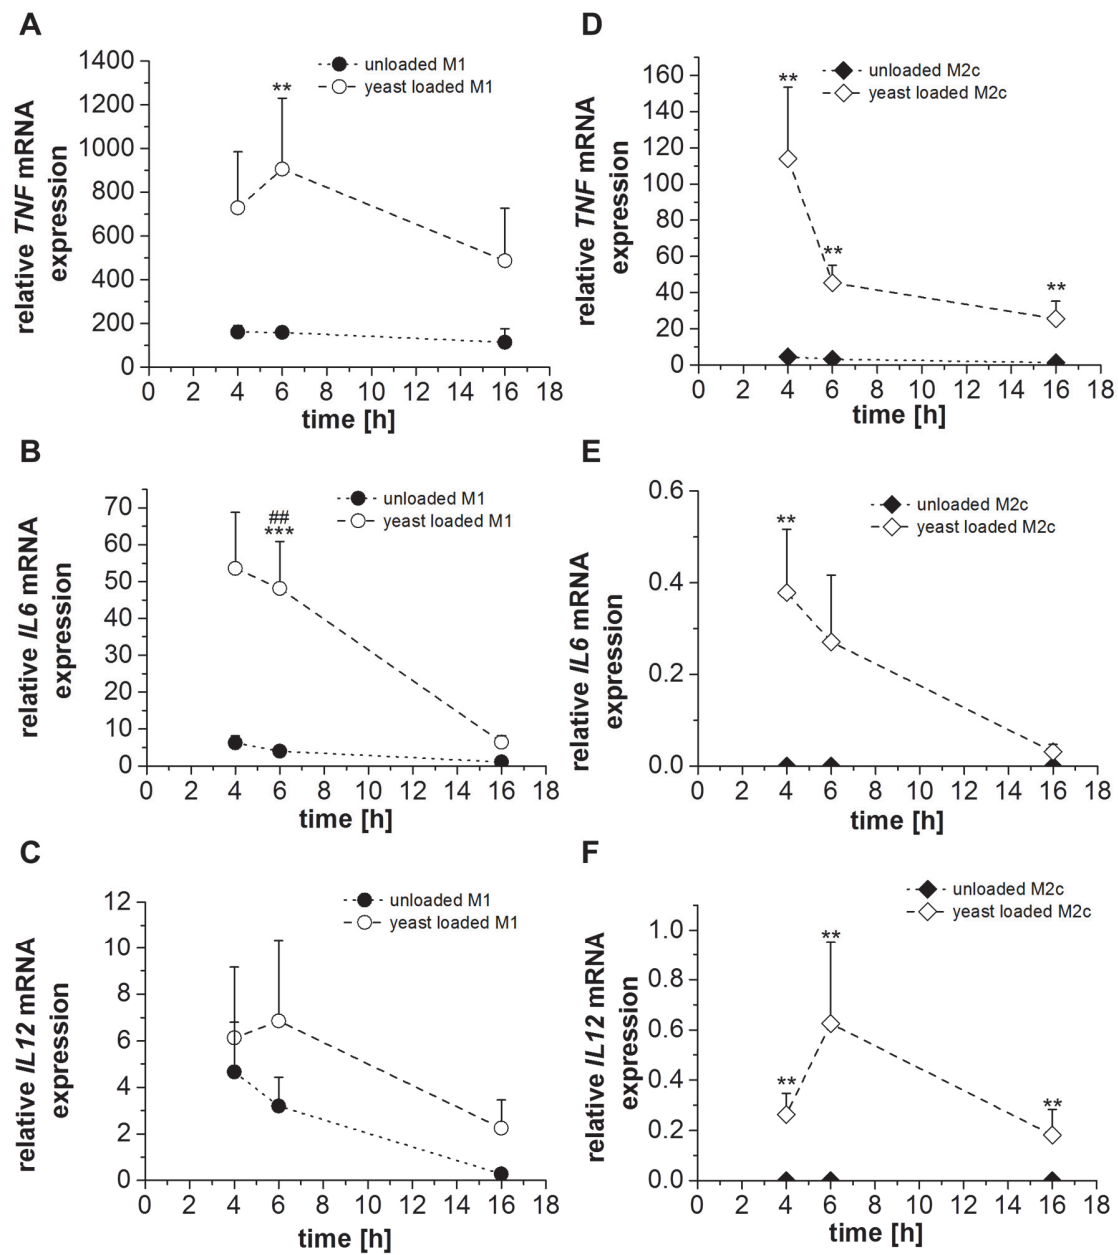 A
unloaded M1
yeast loaded M1
**
relative TNF mRNA
expression
1400
1200
1000
800
600
400
200
0
0 2 4 6 8 10 12 14 16 18
time [h]
B
unloaded M1
yeast loaded M1
##
***
relative IL6 mRNA
expression
70
60
50
40
30
20
10
0
0 2 4 6 8 10 12 14 16 18
time [h]
C
unloaded M1
yeast loaded M1
relative IL12 mRNA
expression
12
10
8
6
4
2
0
0 2 4 6 8 10 12 14 16 18
time [h]
D
unloaded M2c
yeast loaded M2c
**
**
**
relative TNF mRNA
expression
160
140
120
100
80
60
40
20
0
0 2 4 6 8 10 12 14 16 18
time [h]
E
unloaded M2c
yeast loaded M2c
**
relative IL6 mRNA
expression
0.6
0.4
0.2
0.0
0 2 4 6 8 10 12 14 16 18
time [h]
F
unloaded M2c
yeast loaded M2c
**
**
**
relative IL12 mRNA
expression
1.0
0.8
0.6
0.4
0.2
0.0
0 2 4 6 8 10 12 14 16 18
time [h]